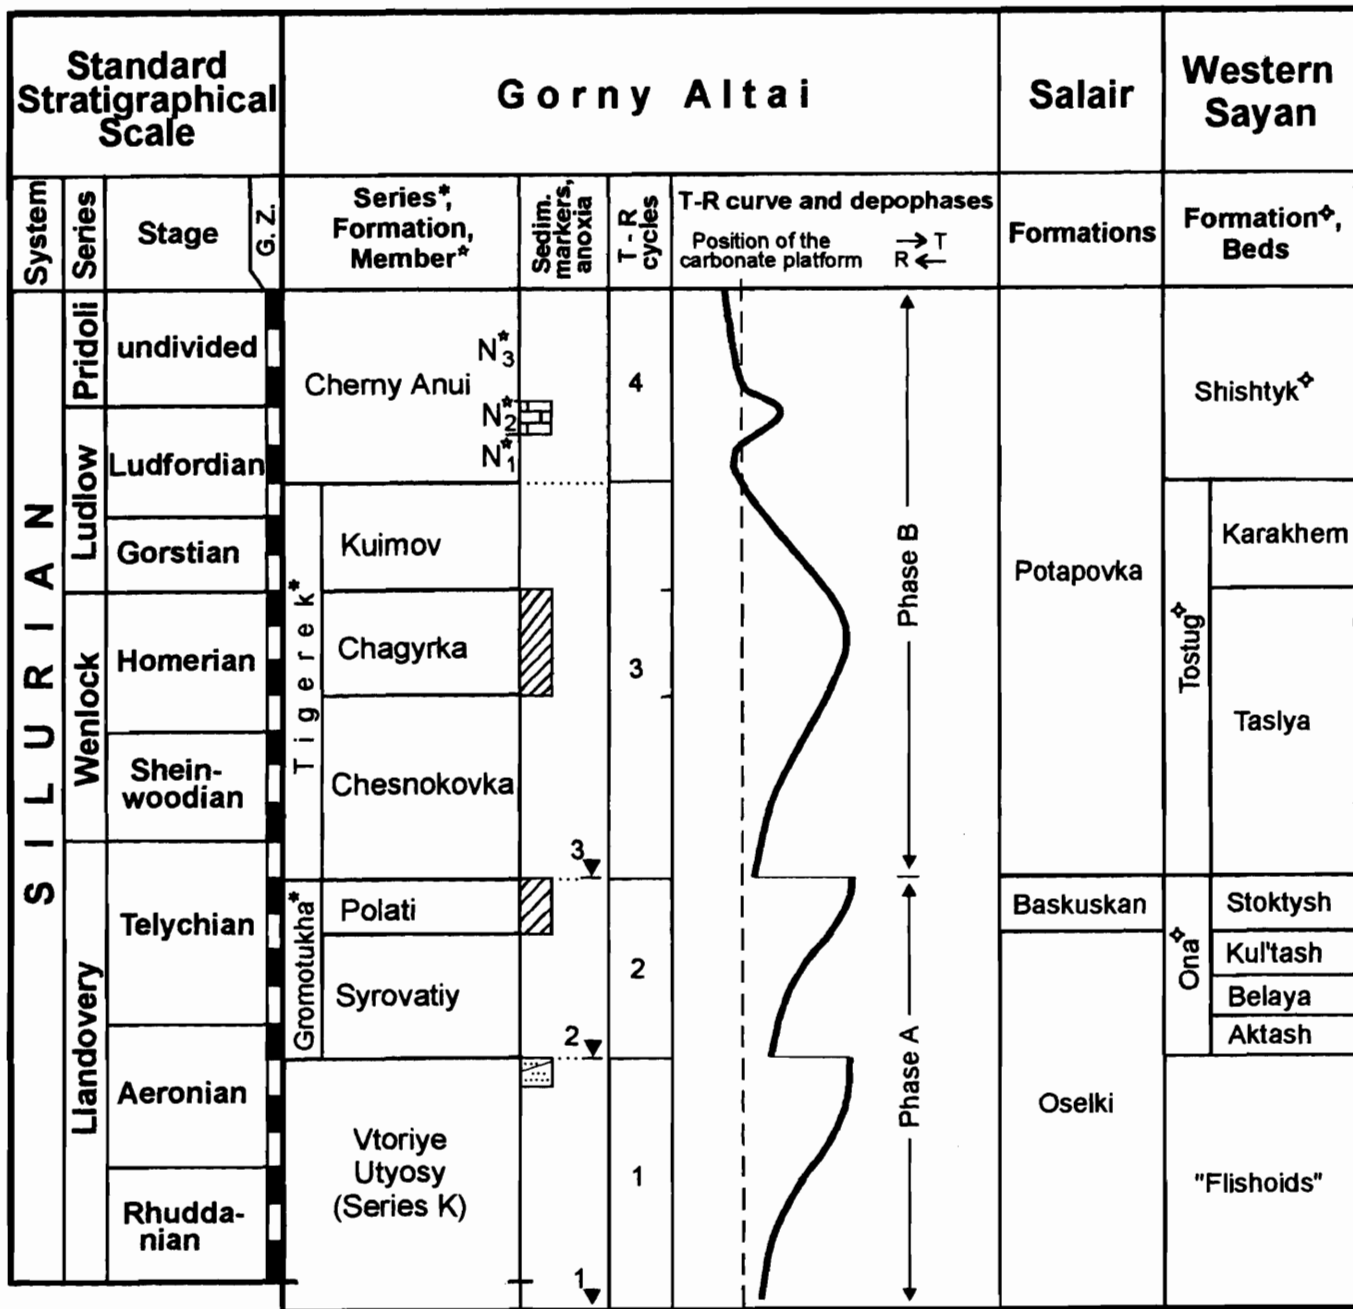 Standard
Stratigraphical
Scale
Gorny Altai
Salair
Western
Sayan
System
Series
Stage
G. Z.
Series*,
Formation,
Member*
Sedim.
markers,
anoxia
T - R
cycles
T-R curve and depophases
Position of the
carbonate platform
→ T
R ←
Formations
Formation✧,
Beds
SILURIAN
Pridoli
Ludlow
Wenlock
Llandovery
undivided
Ludfordian
Gorstian
Homerian
Shein-
woodian
Telychian
Aeronian
Rhudda-
nian
Cherny Anui
N3*
N2*
N1*
Tigerek*
Kuimov
Chagyrka
Chesnokovka
Gromotukha*
Polati
Syrovatiy
Vtoriye
Utyosy
(Series K)
3
2
1
4
3
2
1
Phase B
Phase A
Potapovka
Baskuskan
Oselki
Shishtyk✧
Tostug✧
Karakhem
Taslya
Ona✧
Stoktysh
Kul'tash
Belaya
Aktash
"Flishoids"